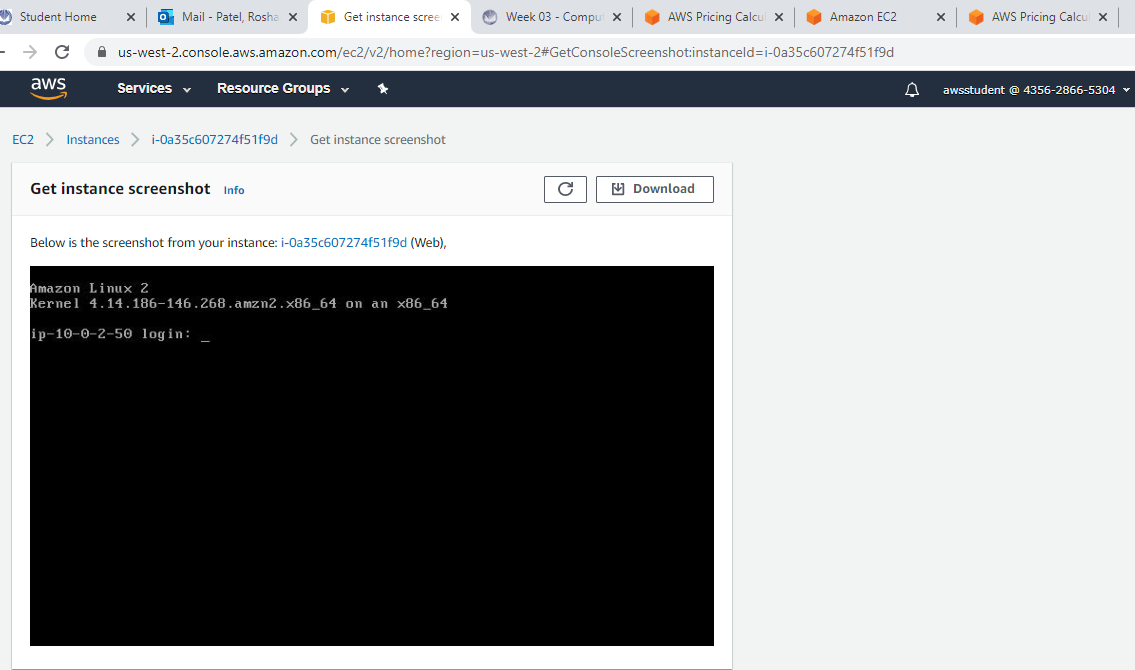 Student Home
Mail - Patel, Rosha
Get instance scree
Week 03 - Comput
AWS Pricing Calcu
Amazon EC2
AWS Pricing Calcu
us-west-2.console.aws.amazon.com/ec2/v2/home?region=us-west-2#GetConsoleScreenshot:instanceId=i-0a35c607274f51f9d
aws Services Resource Groups awsstudent @ 4356-2866-5304
EC2 Instances i-0a35c607274f51f9d Get instance screenshot
Get instance screenshot Info Download
Below is the screenshot from your instance: i-0a35c607274f51f9d (Web),
Amazon Linux 2
Kernel 4.14.186-146.268.amzn2.x86_64 on an x86_64
ip-10-0-2-50 login: _